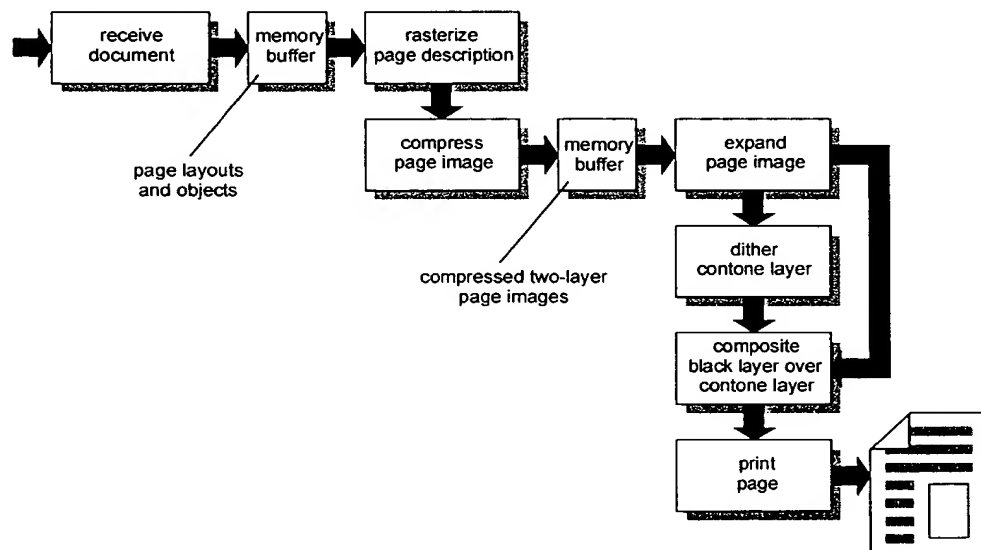 receive
document
memory
buffer
rasterize
page description
page layouts
and objects
compress
page image
memory
buffer
expand
page image
compressed two-layer
page images
dither
contone layer
composite
black layer over
contone layer
print
page